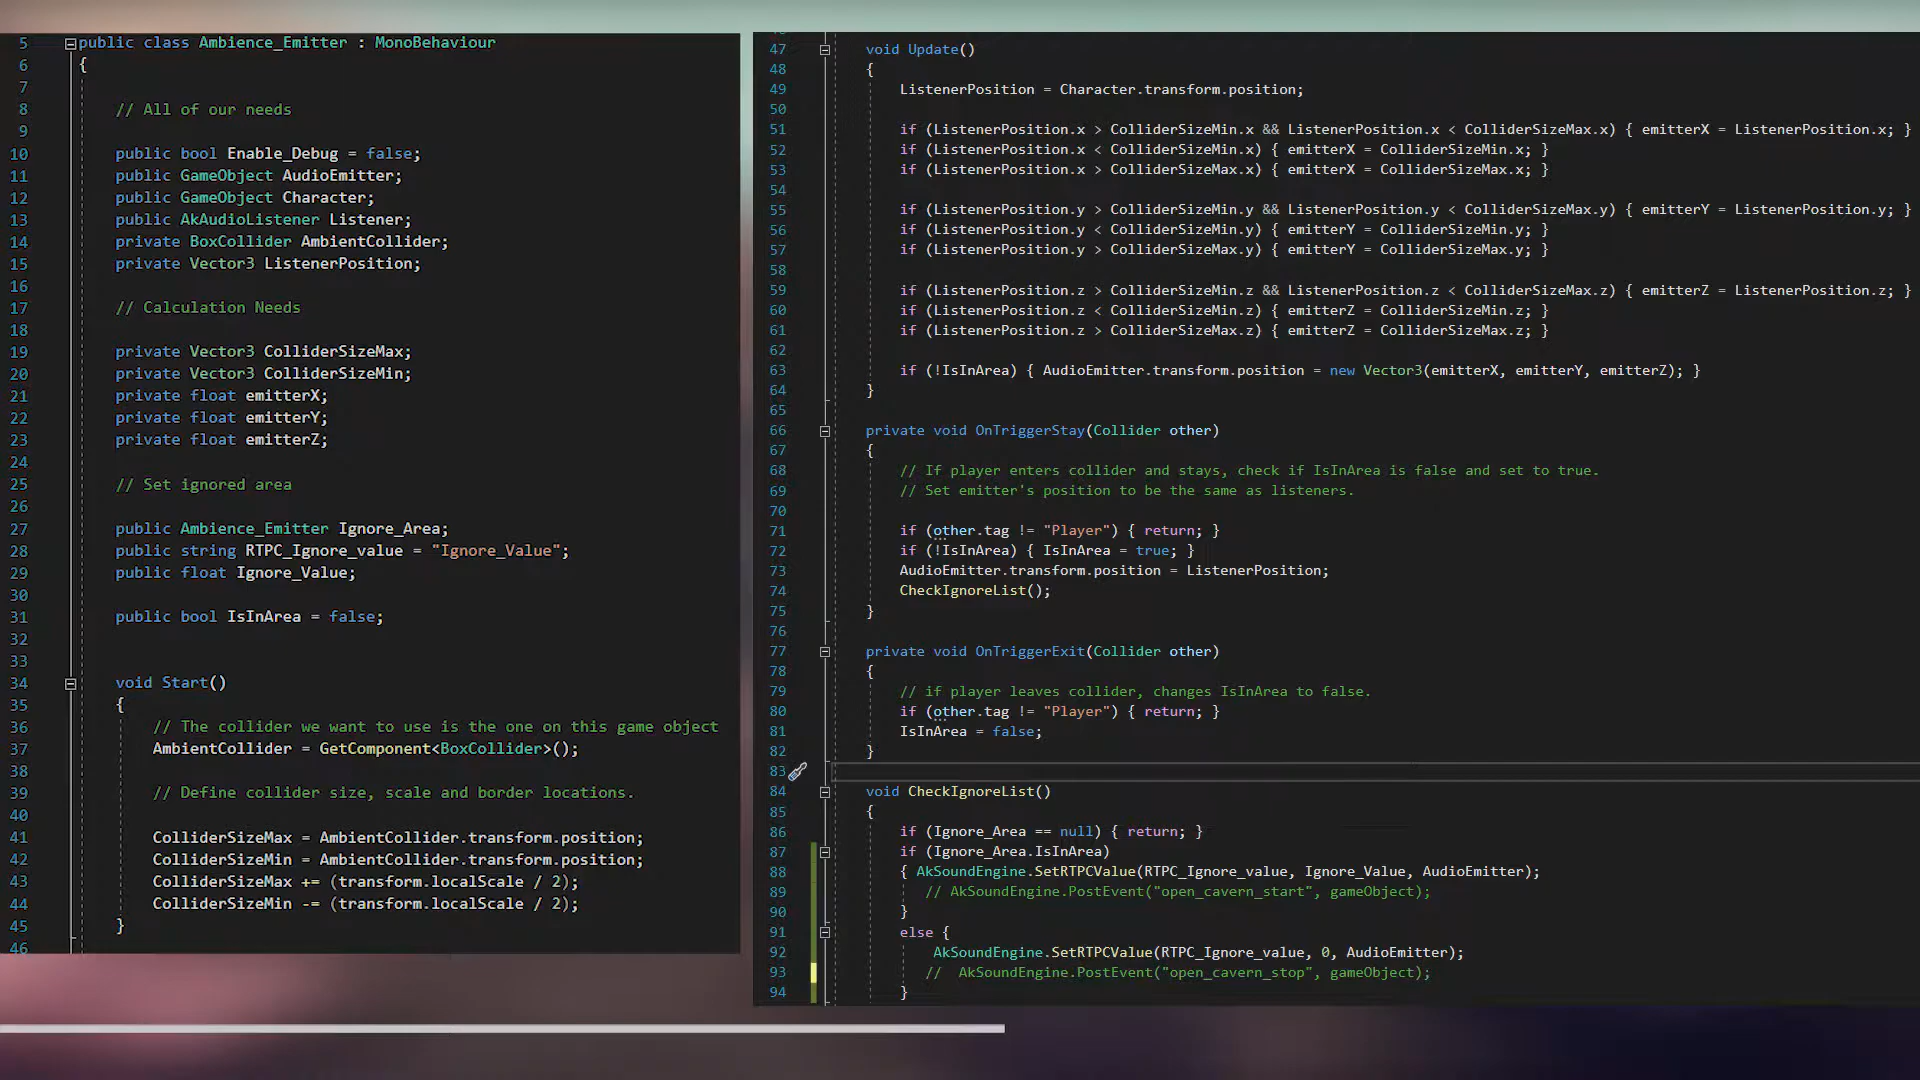 5 public class Ambience_Emitter : MonoBehaviour
6 {
7
8 // All of our needs
9
10 public bool Enable_Debug = false;
11 public GameObject AudioEmitter;
12 public GameObject Character;
13 public AkAudioListener Listener;
14 private BoxCollider AmbientCollider;
15 private Vector3 ListenerPosition;
16
17 // Calculation Needs
18
19 private Vector3 ColliderSizeMax;
20 private Vector3 ColliderSizeMin;
21 private float emitterX;
22 private float emitterY;
23 private float emitterZ;
24
25 // Set ignored area
26
27 public Ambience_Emitter Ignore_Area;
28 public string RTPC_Ignore_value = "Ignore_Value";
29 public float Ignore_Value;
30
31 public bool IsInArea = false;
32
33
34 void Start()
35 {
36 // The collider we want to use is the one on this game object
37 AmbientCollider = GetComponent<BoxCollider>();
38
39 // Define collider size, scale and border locations.
40
41 ColliderSizeMax = AmbientCollider.transform.position;
42 ColliderSizeMin = AmbientCollider.transform.position;
43 ColliderSizeMax += (transform.localScale / 2);
44 ColliderSizeMin -= (transform.localScale / 2);
45 }
46
47 void Update()
48 {
49 ListenerPosition = Character.transform.position;
50
51 if (ListenerPosition.x > ColliderSizeMin.x && ListenerPosition.x < ColliderSizeMax.x) { emitterX = ListenerPosition.x; }
52 if (ListenerPosition.x < ColliderSizeMin.x) { emitterX = ColliderSizeMin.x; }
53 if (ListenerPosition.x > ColliderSizeMax.x) { emitterX = ColliderSizeMax.x; }
54
55 if (ListenerPosition.y > ColliderSizeMin.y && ListenerPosition.y < ColliderSizeMax.y) { emitterY = ListenerPosition.y; }
56 if (ListenerPosition.y < ColliderSizeMin.y) { emitterY = ColliderSizeMin.y; }
57 if (ListenerPosition.y > ColliderSizeMax.y) { emitterY = ColliderSizeMax.y; }
58
59 if (ListenerPosition.z > ColliderSizeMin.z && ListenerPosition.z < ColliderSizeMax.z) { emitterZ = ListenerPosition.z; }
60 if (ListenerPosition.z < ColliderSizeMin.z) { emitterZ = ColliderSizeMin.z; }
61 if (ListenerPosition.z > ColliderSizeMax.z) { emitterZ = ColliderSizeMax.z; }
62
63 if (!IsInArea) { AudioEmitter.transform.position = new Vector3(emitterX, emitterY, emitterZ); }
64 }
65
66 private void OnTriggerStay(Collider other)
67 {
68 // If player enters collider and stays, check if IsInArea is false and set to true.
69 // Set emitter's position to be the same as listeners.
70
71 if (other.tag != "Player") { return; }
72 if (!IsInArea) { IsInArea = true; }
73 AudioEmitter.transform.position = ListenerPosition;
74 CheckIgnoreList();
75 }
76
77 private void OnTriggerExit(Collider other)
78 {
79 // if player leaves collider, changes IsInArea to false.
80 if (other.tag != "Player") { return; }
81 IsInArea = false;
82 }
83
84 void CheckIgnoreList()
85 {
86 if (Ignore_Area == null) { return; }
87 if (Ignore_Area.IsInArea)
88 { AkSoundEngine.SetRTPCValue(RTPC_Ignore_value, Ignore_Value, AudioEmitter);
89 // AkSoundEngine.PostEvent("open_cavern_start", gameObject);
90 }
91 else {
92 AkSoundEngine.SetRTPCValue(RTPC_Ignore_value, 0, AudioEmitter);
93 // AkSoundEngine.PostEvent("open_cavern_stop", gameObject);
94 }